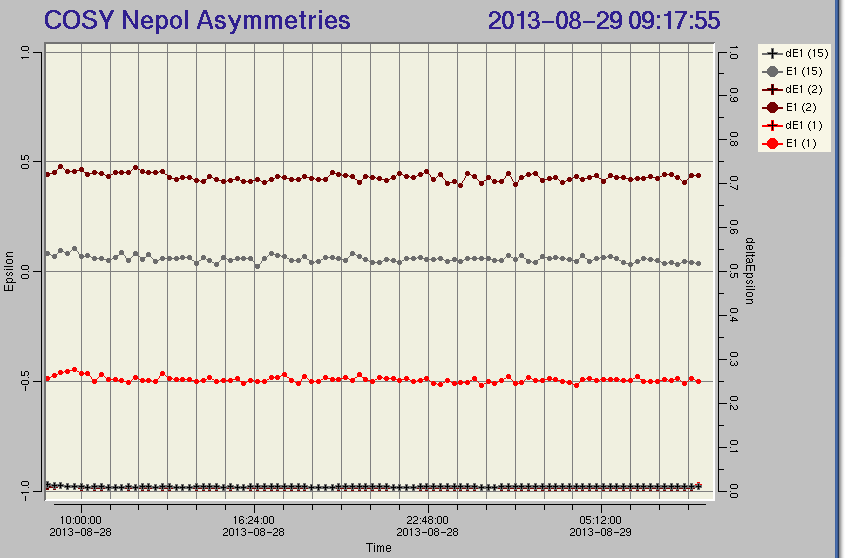 COSY Nepol Asymmetries 2013-08-29 09:17:55
dE1 (15)
E1 (15)
dE1 (2)
E1 (2)
dE1 (1)
E1 (1)
Epsilon
1.0
0.5
0.0
-0.5
-1.0
deltaEpsilon
1.0
0.9
0.8
0.7
0.6
0.5
0.4
0.3
0.2
0.1
0.0
10:00:00 16:24:00 22:48:00 05:12:00
2013-08-28 2013-08-28 2013-08-28 2013-08-29
Time